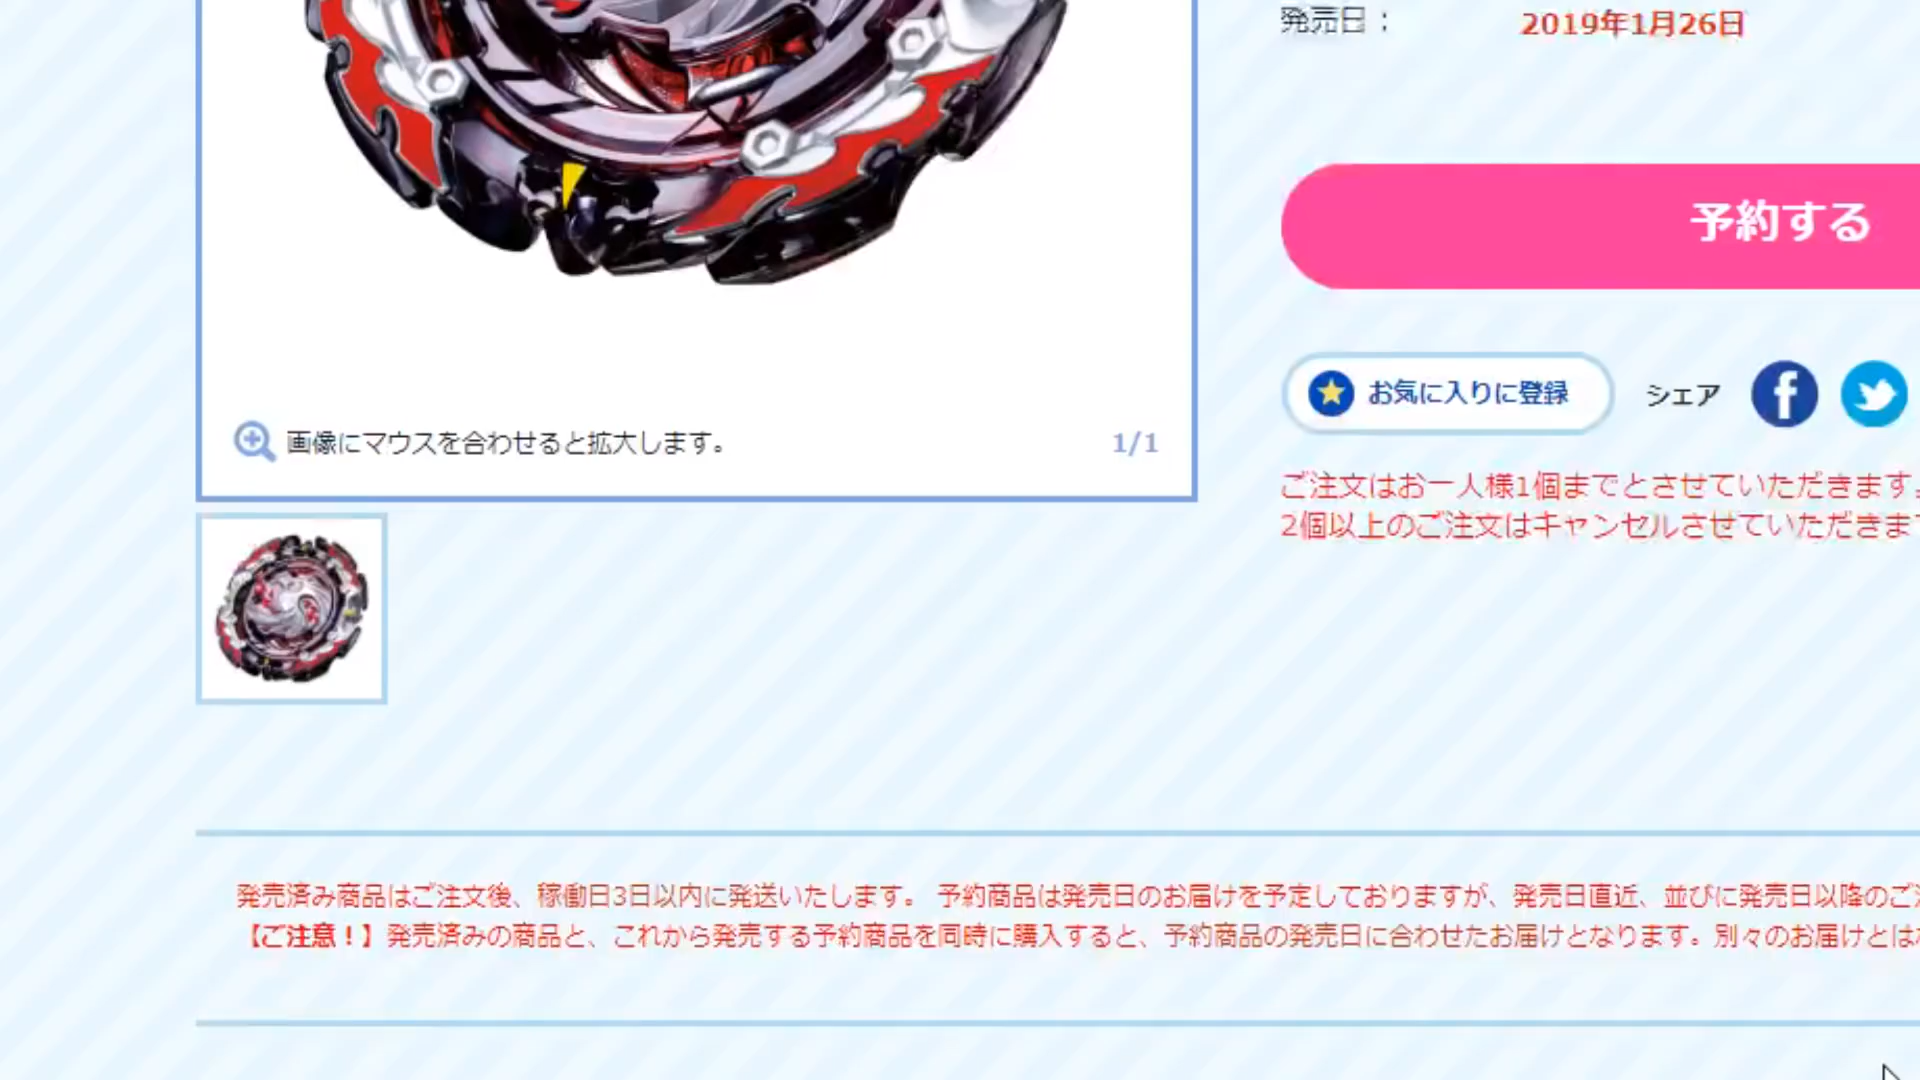 発売日： 2019年1月26日
予約する
お気に入りに登録 シェア
画像にマウスを合わせると拡大します。 1/1
ご注文はお一人様1個までとさせていただきます。
2個以上のご注文はキャンセルさせていただきま
発売済み商品はご注文後、稼働日3日以内に発送いたします。 予約商品は発売日のお届けを予定しておりますが、発売日直近、並びに発売日以降のご
【ご注意！】発売済みの商品と、これから発売する予約商品を同時に購入すると、予約商品の発売日に合わせたお届けとなります。別々のお届けとは